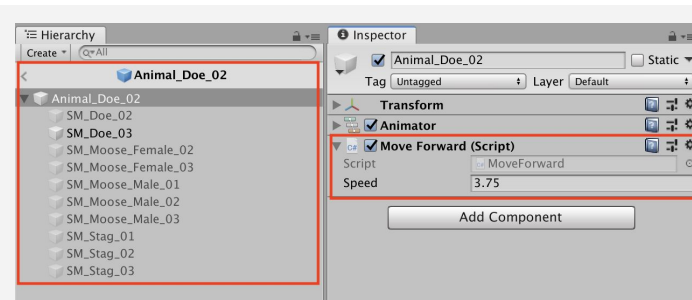 Hierarchy
Create
All
Animal_Doe_02
Animal_Doe_02
SM_Doe_02
SM_Doe_03
SM_Moose_Female_02
SM_Moose_Female_03
SM_Moose_Male_01
SM_Moose_Male_02
SM_Moose_Male_03
SM_Stag_01
SM_Stag_02
SM_Stag_03
Inspector
Animal_Doe_02 Static
Tag Untagged Layer Default
Transform
Animator
C# Move Forward (Script)
Script MoveForward
Speed 3.75
Add Component